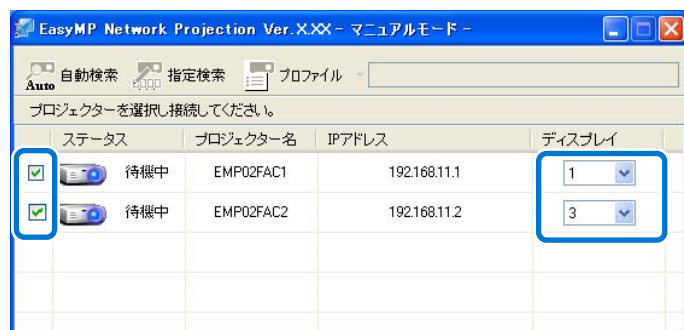 EasyMP Network Projection Ver.X.XX - マニュアルモード -
Auto 自動検索 指定検索 プロファイル
プロジェクターを選択し接続してください。
ステータス プロジェクター名 IPアドレス ディスプレイ
待機中 EMP02FAC1 192.168.11.1 1
待機中 EMP02FAC2 192.168.11.2 3